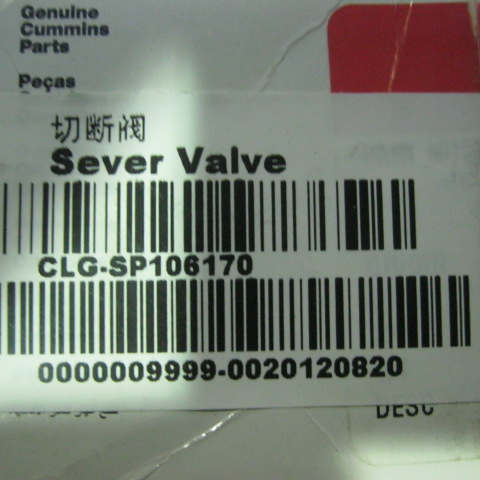 Genuine
Cummins
Parts
Peças
切断阀
Sever Valve
CLG-SP106170
0000009999-0020120820
DESC